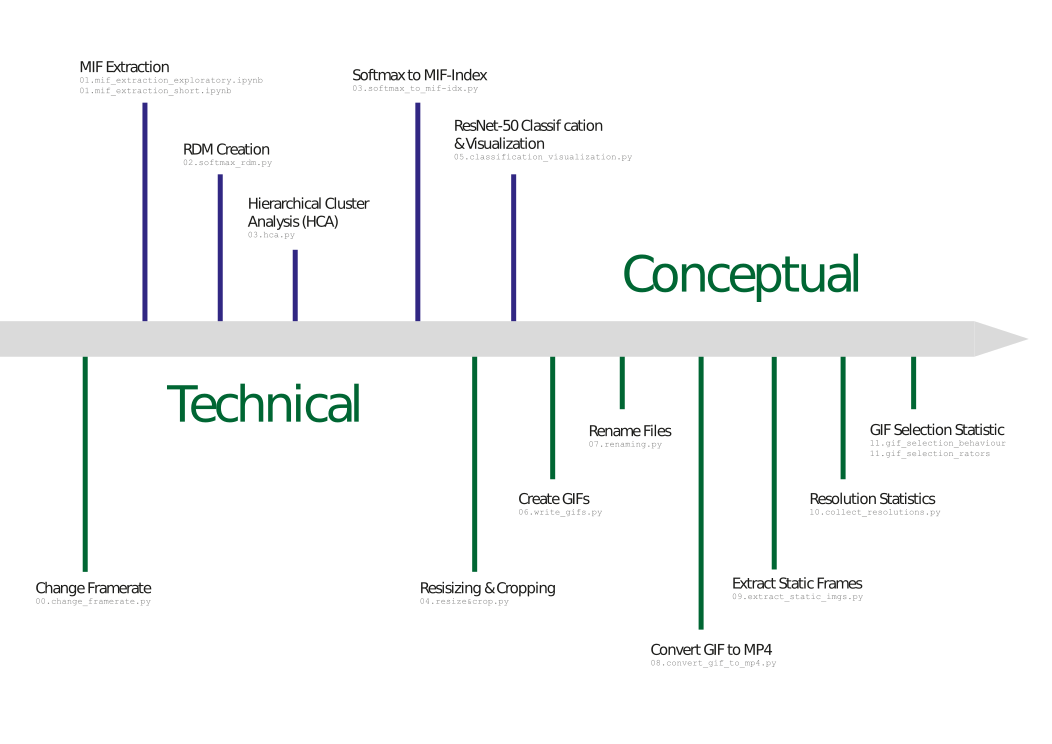 MIF Extraction
01.mif_extraction_exploratory.ipynb
01.mif_extraction_short.ipynb
Softmax to MIF-Index
03.softmax_to_mif-idx.py
ResNet-50 Classif cation
& Visualization
05.classification_visualization.py
RDM Creation
02.softmax_rdm.py
Hierarchical Cluster
Analysis (HCA)
03.hca.py
Conceptual
Technical
Rename Files
07.renaming.py
GIF Selection Statistic
11.gif_selection_behaviour
11.gif_selection_rators
Create GIFs
06.write_gifs.py
Resolution Statistics
10.collect_resolutions.py
Change Framerate
00.change_framerate.py
Resisizing & Cropping
04.resize&crop.py
Extract Static Frames
09.extract_static_imgs.py
Convert GIF to MP4
08.convert_gif_to_mp4.py